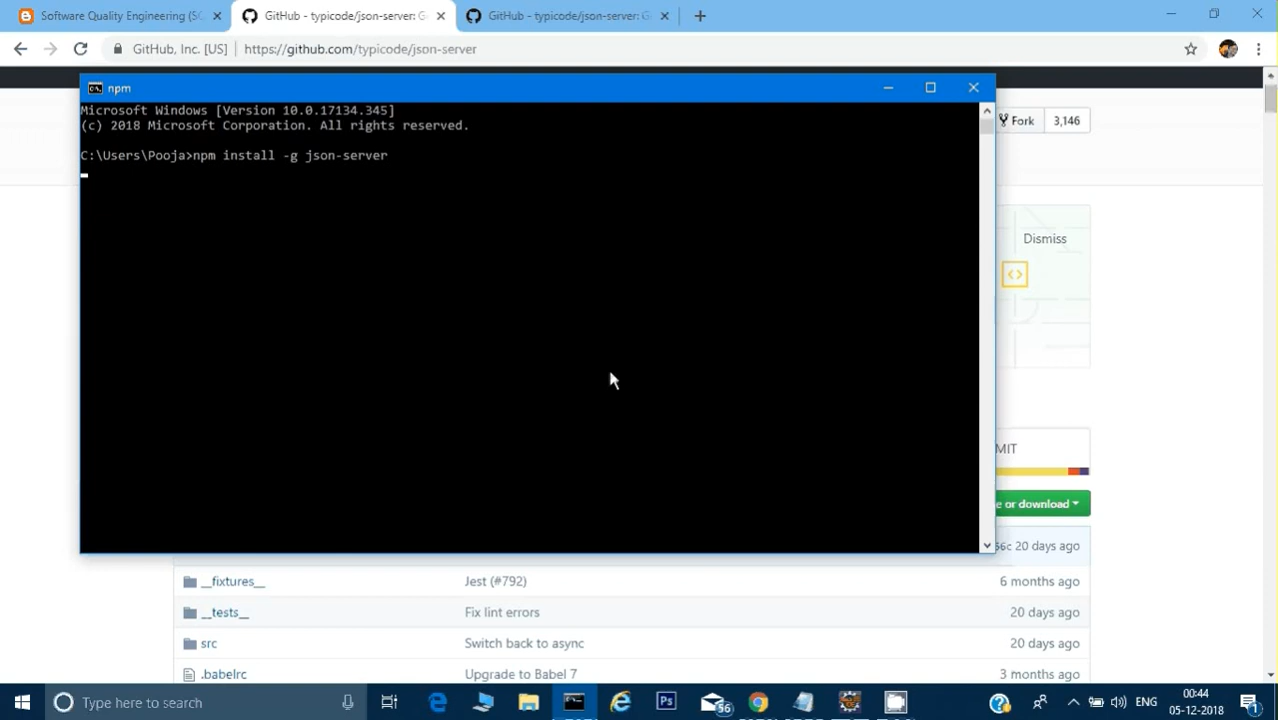 Software Quality Engineering (SC
GitHub - typicode/json-server: G
GitHub - typicode/json-server: G
GitHub, Inc. [US]
https://github.com/typicode/json-server
npm
Microsoft Windows [Version 10.0.17134.345]
(c) 2018 Microsoft Corporation. All rights reserved.
C:\Users\Pooja>npm install -g json-server
Fork 3,146
Dismiss
MIT
e or download
20 days ago
__fixtures__ Jest (#792) 6 months ago
__tests__ Fix lint errors 20 days ago
src Switch back to async 20 days ago
.babelrc Upgrade to Babel 7 3 months ago
Type here to search
Ps
96
ENG
00:44
05-12-2018
1